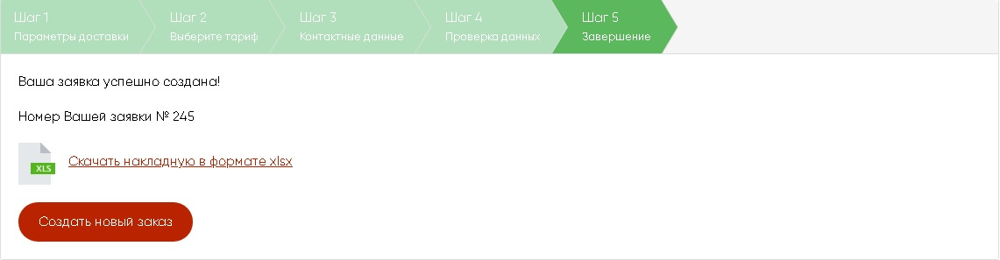 Шаг 1
Параметры доставки
Шаг 2
Выберите тариф
Шаг 3
Контактные данные
Шаг 4
Проверка данных
Шаг 5
Завершение
Ваша заявка успешно создана!
Номер Вашей заявки № 245
XLS
Скачать накладную в формате xlsx
Создать новый заказ